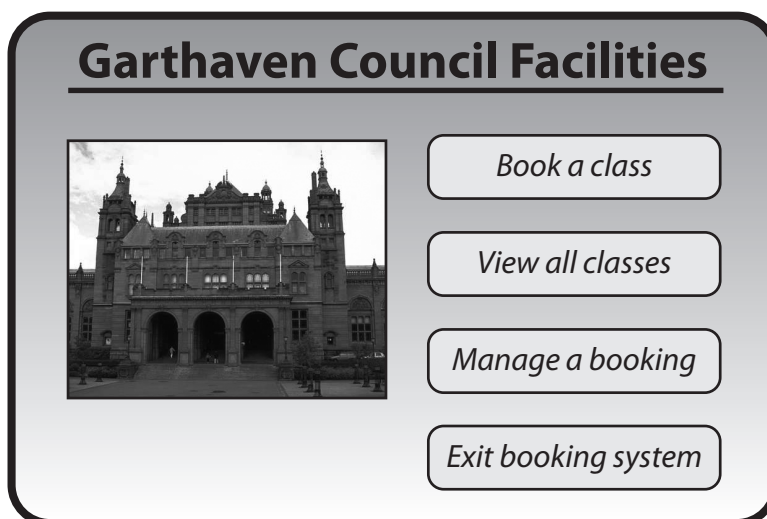 Garthaven Council Facilities
Book a class
View all classes
Manage a booking
Exit booking system